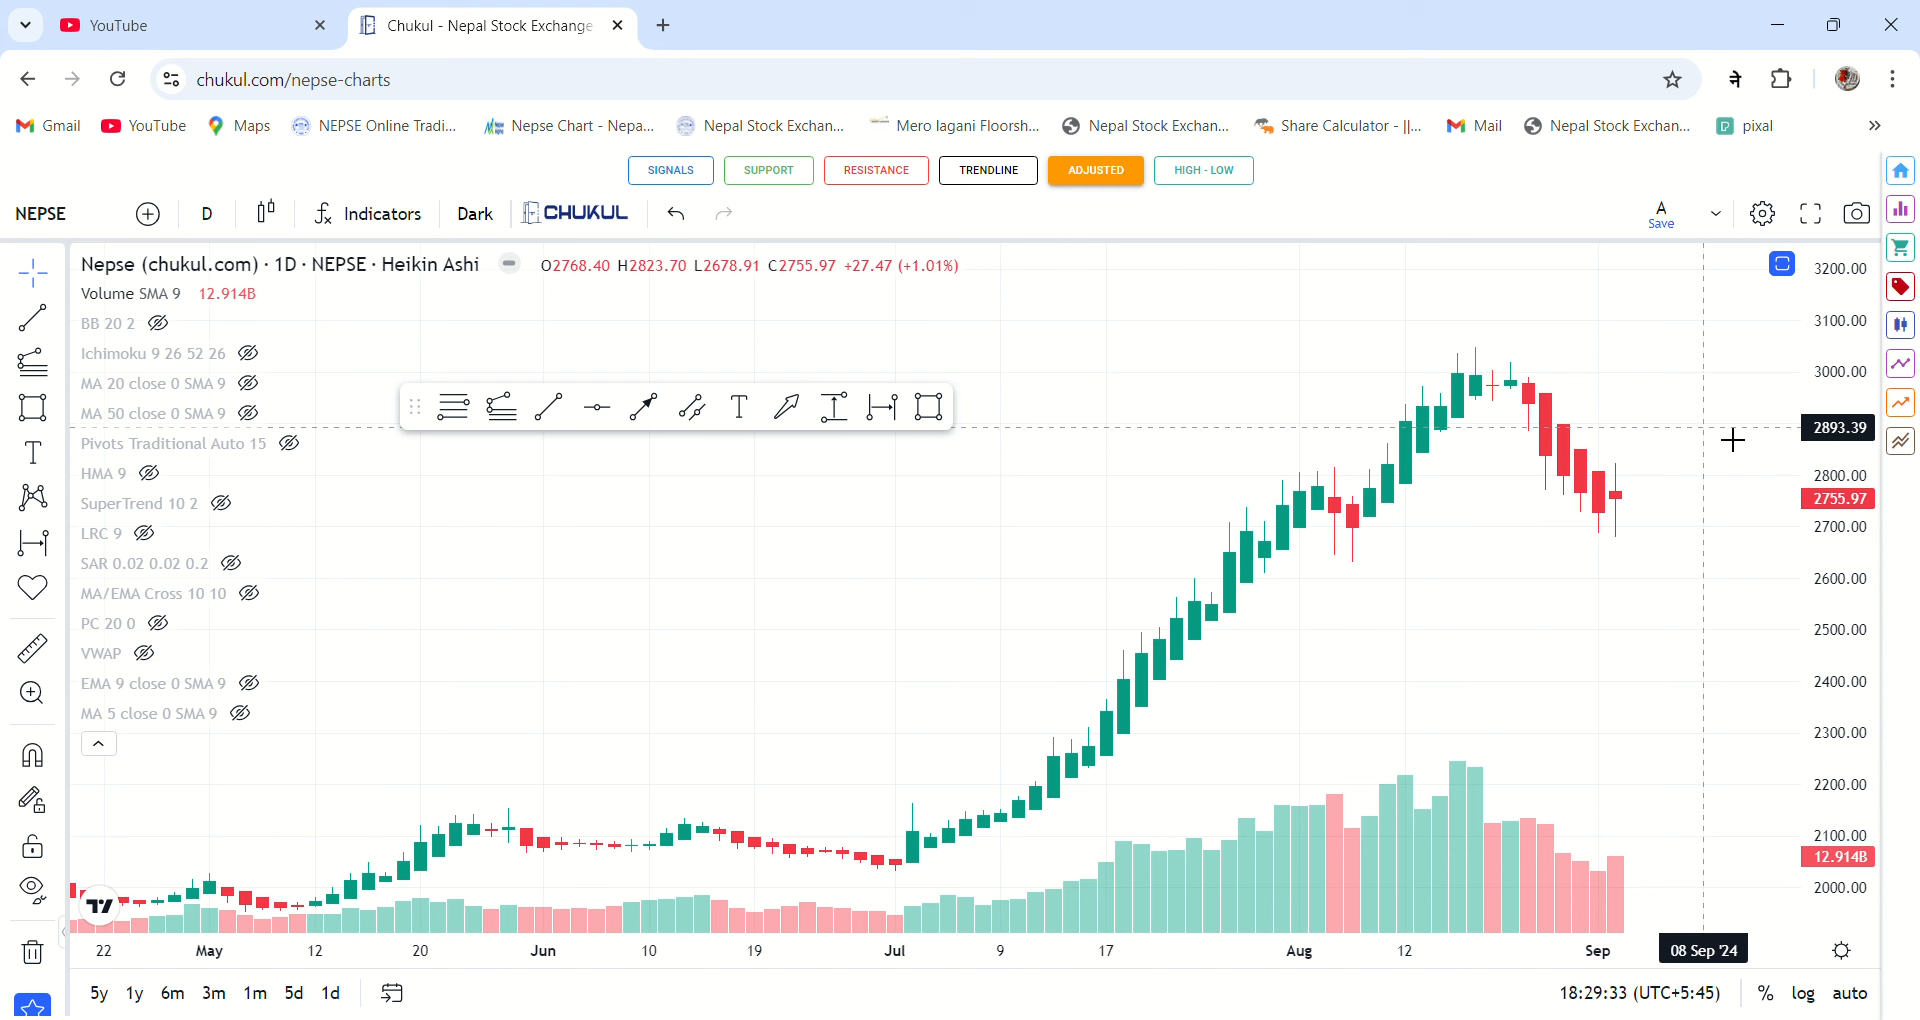 YouTube
Chukul - Nepal Stock Exchange
chukul.com/nepse-charts
ने
Gmail YouTube Maps NEPSE Online Tradi... Nepse Chart - Nepa... Nepal Stock Exchan... Mero lagani Floorsh... Nepal Stock Exchan... Share Calculator - ||... Mail Nepal Stock Exchan... pixal
SIGNALS SUPPORT RESISTANCE TRENDLINE ADJUSTED HIGH - LOW
NEPSE D Indicators Dark CHUKUL A
Save
Nepse (chukul.com) · 1D · NEPSE · Heikin Ashi O2768.40 H2823.70 L2678.91 C2755.97 +27.47 (+1.01%)
Volume SMA 9 12.914B
BB 20 2
Ichimoku 9 26 52 26
MA 20 close 0 SMA 9
MA 50 close 0 SMA 9
Pivots Traditional Auto 15
HMA 9
SuperTrend 10 2
LRC 9
SAR 0.02 0.02 0.2
MA/EMA Cross 10 10
PC 20 0
VWAP
EMA 9 close 0 SMA 9
MA 5 close 0 SMA 9
T
T
3200.00
3100.00
3000.00
2893.39
2800.00
2755.97
2700.00
2600.00
2500.00
2400.00
2300.00
2200.00
2100.00
12.914B
2000.00
22 May 12 20 Jun 10 19 Jul 9 17 Aug 12 Sep 08 Sep '24
5y 1y 6m 3m 1m 5d 1d 18:29:33 (UTC+5:45) % log auto